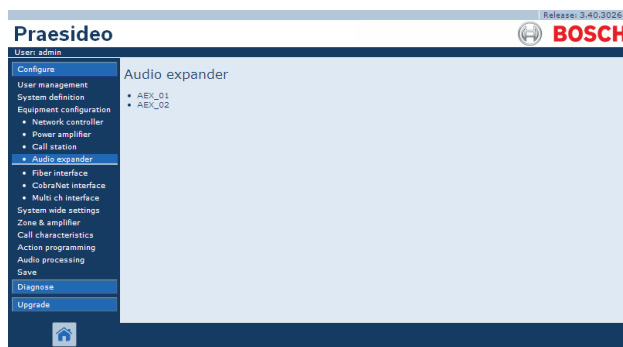 Release: 3.40.3026
Praesideo
BOSCH
User: admin
Configure
User management
System definition
Equipment configuration
• Network controller
• Power amplifier
• Call station
• Audio expander
• Fiber interface
• CobraNet interface
• Multi ch interface
System wide settings
Zone & amplifier
Call characteristics
Action programming
Audio processing
Save
Diagnose
Upgrade
Audio expander
• AEX_01
• AEX_02